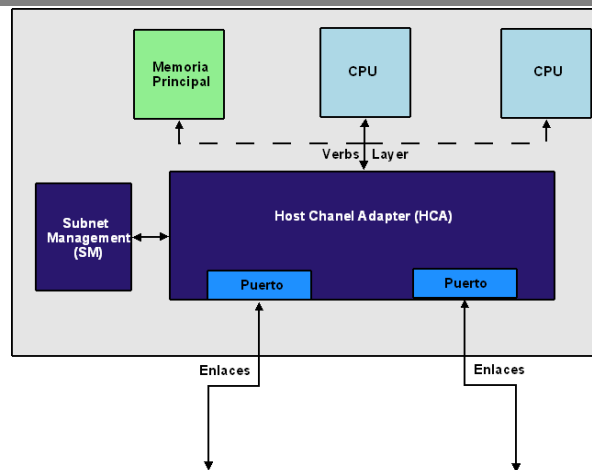 Memoria
Principal
CPU
CPU
Verbs Layer
Host Chanel Adapter (HCA)
Subnet
Management
(SM)
Puerto
Puerto
Enlaces
Enlaces